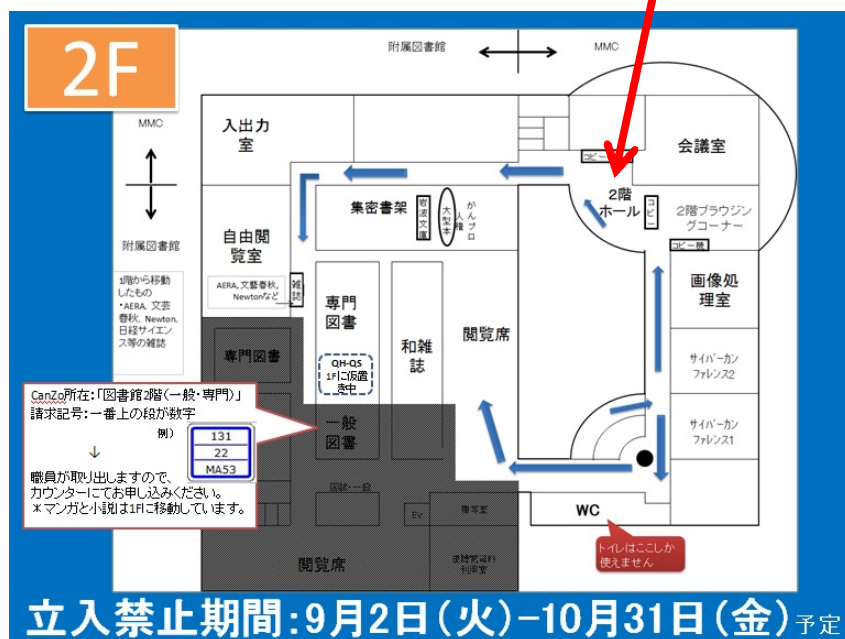 2F
附属図書館
MMC
MMC
附属図書館
1階から移動
したもの
・AERA、文芸
春秋、Newton、
日経サイエン
ス等の雑誌
入出力
室
会議室
2階
ホール
コピー
2階ブラウジン
グコーナー
コピー機
集密書架
岩波文庫
大型本
人権
がんプロ
自由閲
覧室
AERA,文藝春秋,
Newtonなど
雑誌
専門
図書
QH-QS
1Fに仮置
き中
和雑
誌
閲覧席
画像処
理室
サイバーカン
ファレンス2
サイバーカン
ファレンス1
専門図書
一般
図書
EV
閲覧席
WC
トイレはここしか
使えません
CanZo所在:「図書館2階(一般・専門)」
請求記号:一番上の段が数字
例)
131
22
MA53
↓
職員が取り出しますので、
カウンターにてお申し込みください。
*マンガと小説は1Fに移動しています。
立入禁止期間:9月2日(火)-10月31日(金)予定